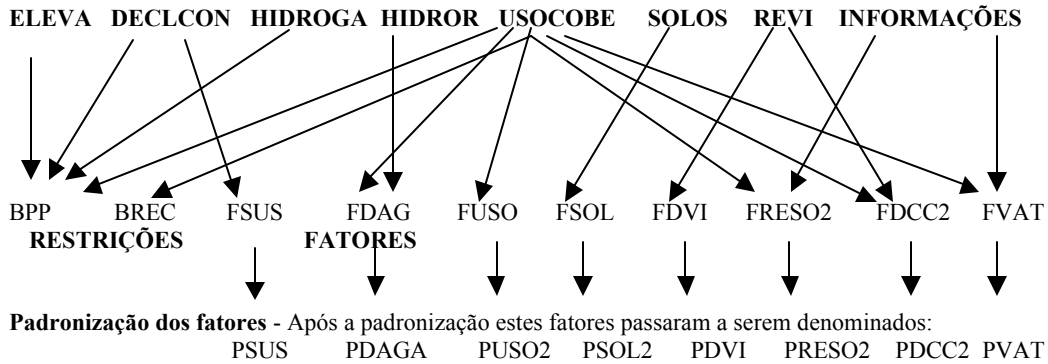 ELEVA DECLCON HIDROGA HIDROR USOCOBE SOLOS REVI INFORMAÇÕES
BPP BREC FSUS FDAG FUSO FSOL FDVI FRESO2 FDCC2 FVAT
RESTRIÇÕES FATORES
Padronização dos fatores - Após a padronização estes fatores passaram a serem denominados:
PSUS PDAGA PUSO2 PSOL2 PDVI PRESO2 PDCC2 PVAT